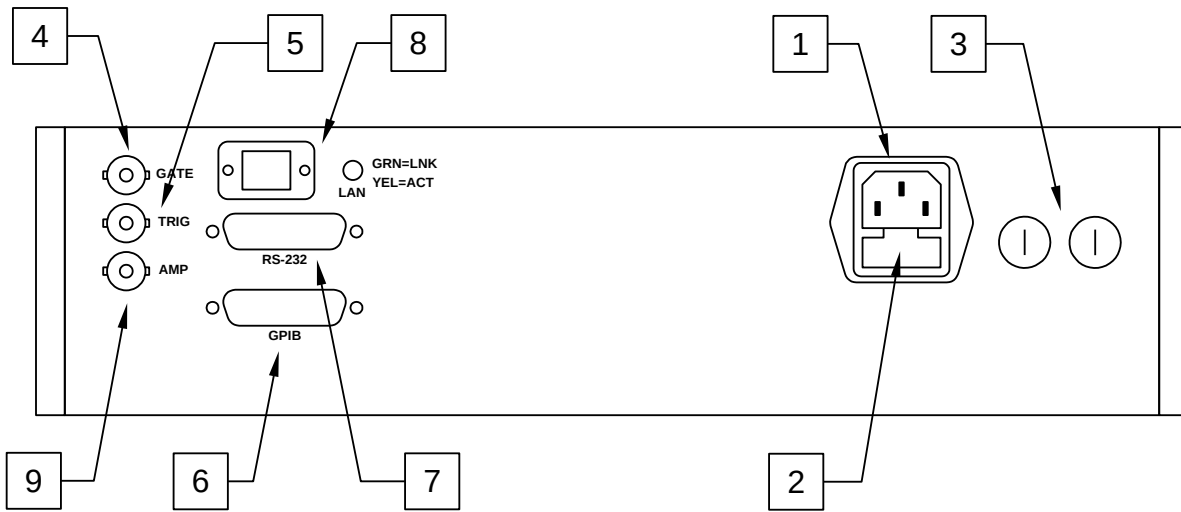 4
5
8
1
3
GATE
TRIG
AMP
GRN=LNK
YEL=ACT
LAN
RS-232
GPIB
9
6
7
2